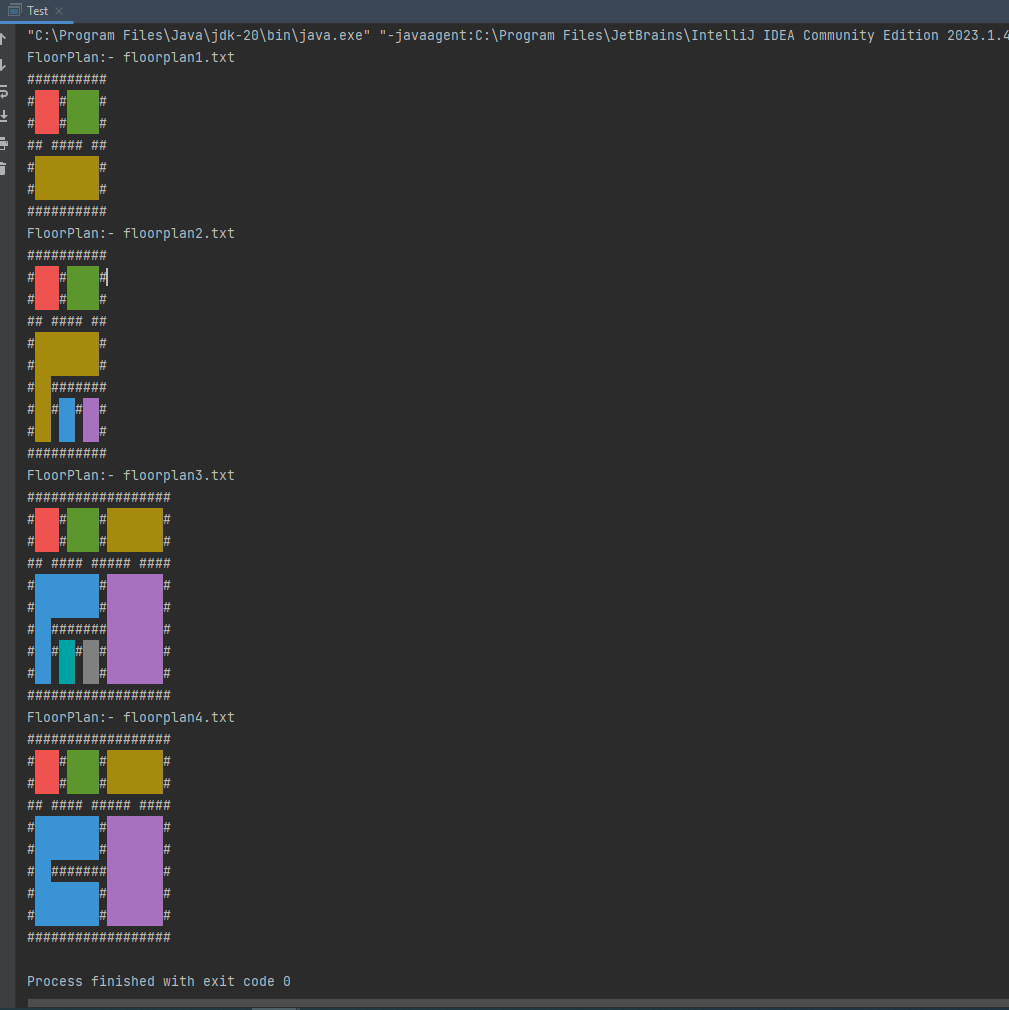 Test
"C:\Program Files\Java\jdk-20\bin\java.exe" "-javaagent:C:\Program Files\JetBrains\IntelliJ IDEA Community Edition 2023.1.4
FloorPlan:- floorplan1.txt
##########
#   #    #
#   #    #
## #### ##
#        #
#        #
##########
FloorPlan:- floorplan2.txt
##########
#   #    #
#   #    #
## #### ##
#        #
#        #
#  #######
#  #  #  #
#        #
##########
FloorPlan:- floorplan3.txt
##################
#   #    #       #
#   #    #       #
## #### ##### ####
#        #       #
#        #       #
#  #######       #
#  #  #  #       #
#        #       #
##################
FloorPlan:- floorplan4.txt
##################
#   #    #       #
#   #    #       #
## #### ##### ####
#        #       #
#        #       #
#  #######       #
#        #       #
#        #       #
##################
Process finished with exit code 0